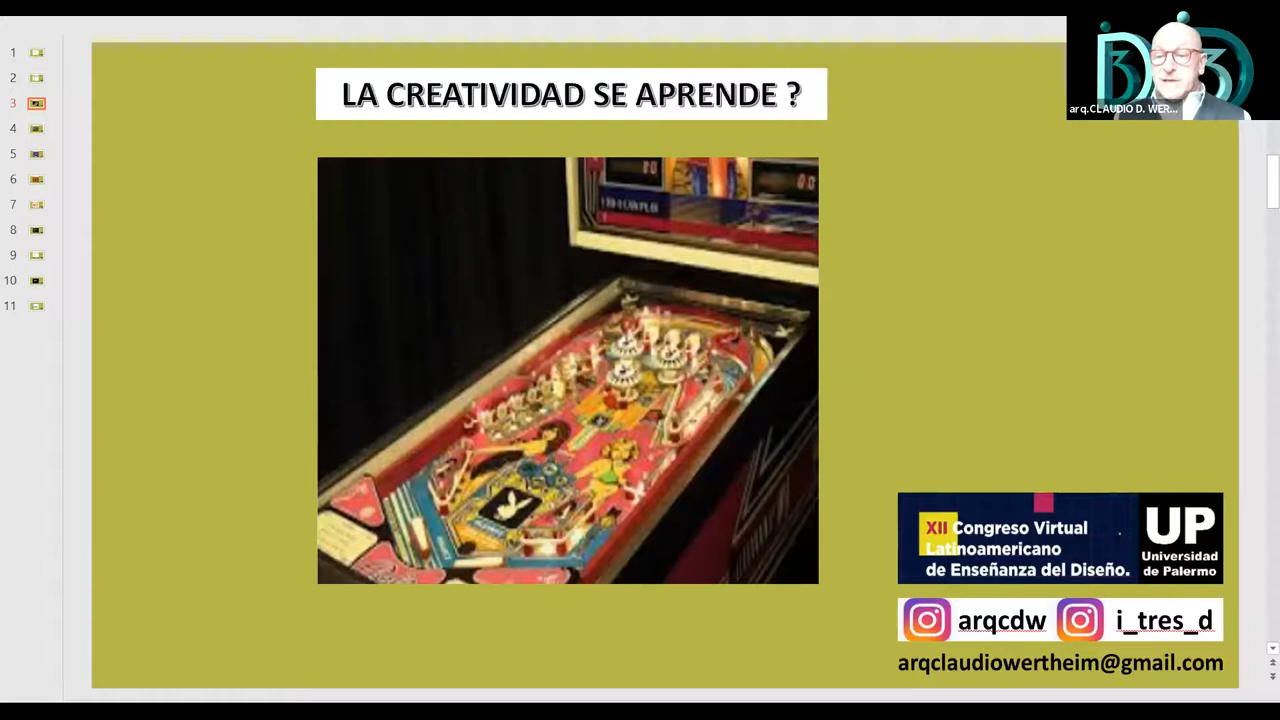 1
2
3
4
5
6
7
8
9
10
11
LA CREATIVIDAD SE APRENDE ?
arq.CLAUDIO D. WER...
XII Congreso Virtual
Latinoamericano
de Enseñanza del Diseño.
UP
Universidad
de Palermo
arqcdw
i_tres_d
arqclaudiowertheim@gmail.com